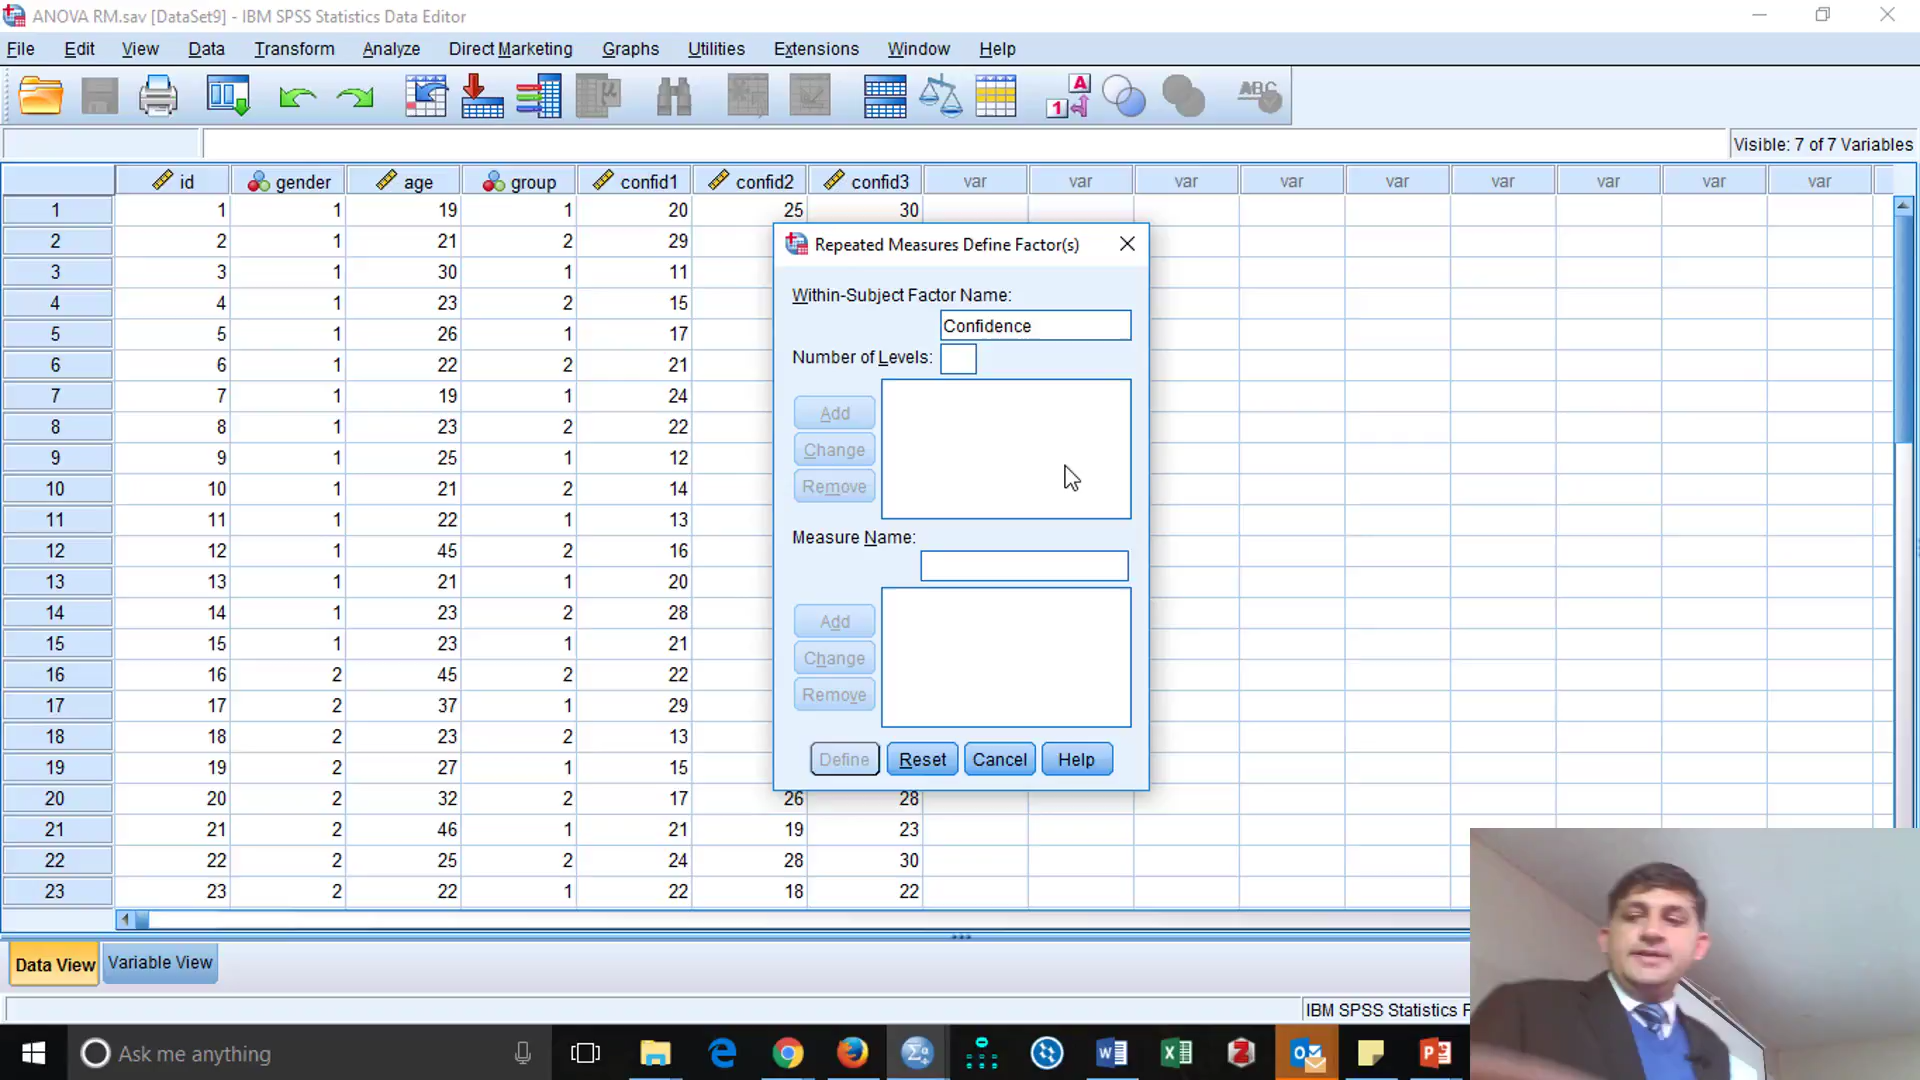 ANOVA RM.sav [DataSet9] - IBM SPSS Statistics Data Editor
File Edit View Data Transform Analyze Direct Marketing Graphs Utilities Extensions Window Help
Visible: 7 of 7 Variables
id gender age group confid1 confid2 confid3 var var var var var var var var var
1 1 1 19 1 20 25 30
2 2 1 21 2 29
3 3 1 30 1 11
4 4 1 23 2 15
5 5 1 26 1 17
6 6 1 22 2 21
7 7 1 19 1 24
8 8 1 23 2 22
9 9 1 25 1 12
10 10 1 21 2 14
11 11 1 22 1 13
12 12 1 45 2 16
13 13 1 21 1 20
14 14 1 23 2 28
15 15 1 23 1 21
16 16 2 45 2 22
17 17 2 37 1 29
18 18 2 23 2 13
19 19 2 27 1 15
20 20 2 32 2 17 26 28
21 21 2 46 1 21 19 23
22 22 2 25 2 24 28 30
23 23 2 22 1 22 18 22
Repeated Measures Define Factor(s)
Within-Subject Factor Name:
Confidence
Number of Levels:
Add
Change
Remove
Measure Name:
Add
Change
Remove
Define Reset Cancel Help
Data View Variable View
IBM SPSS Statistics
Ask me anything